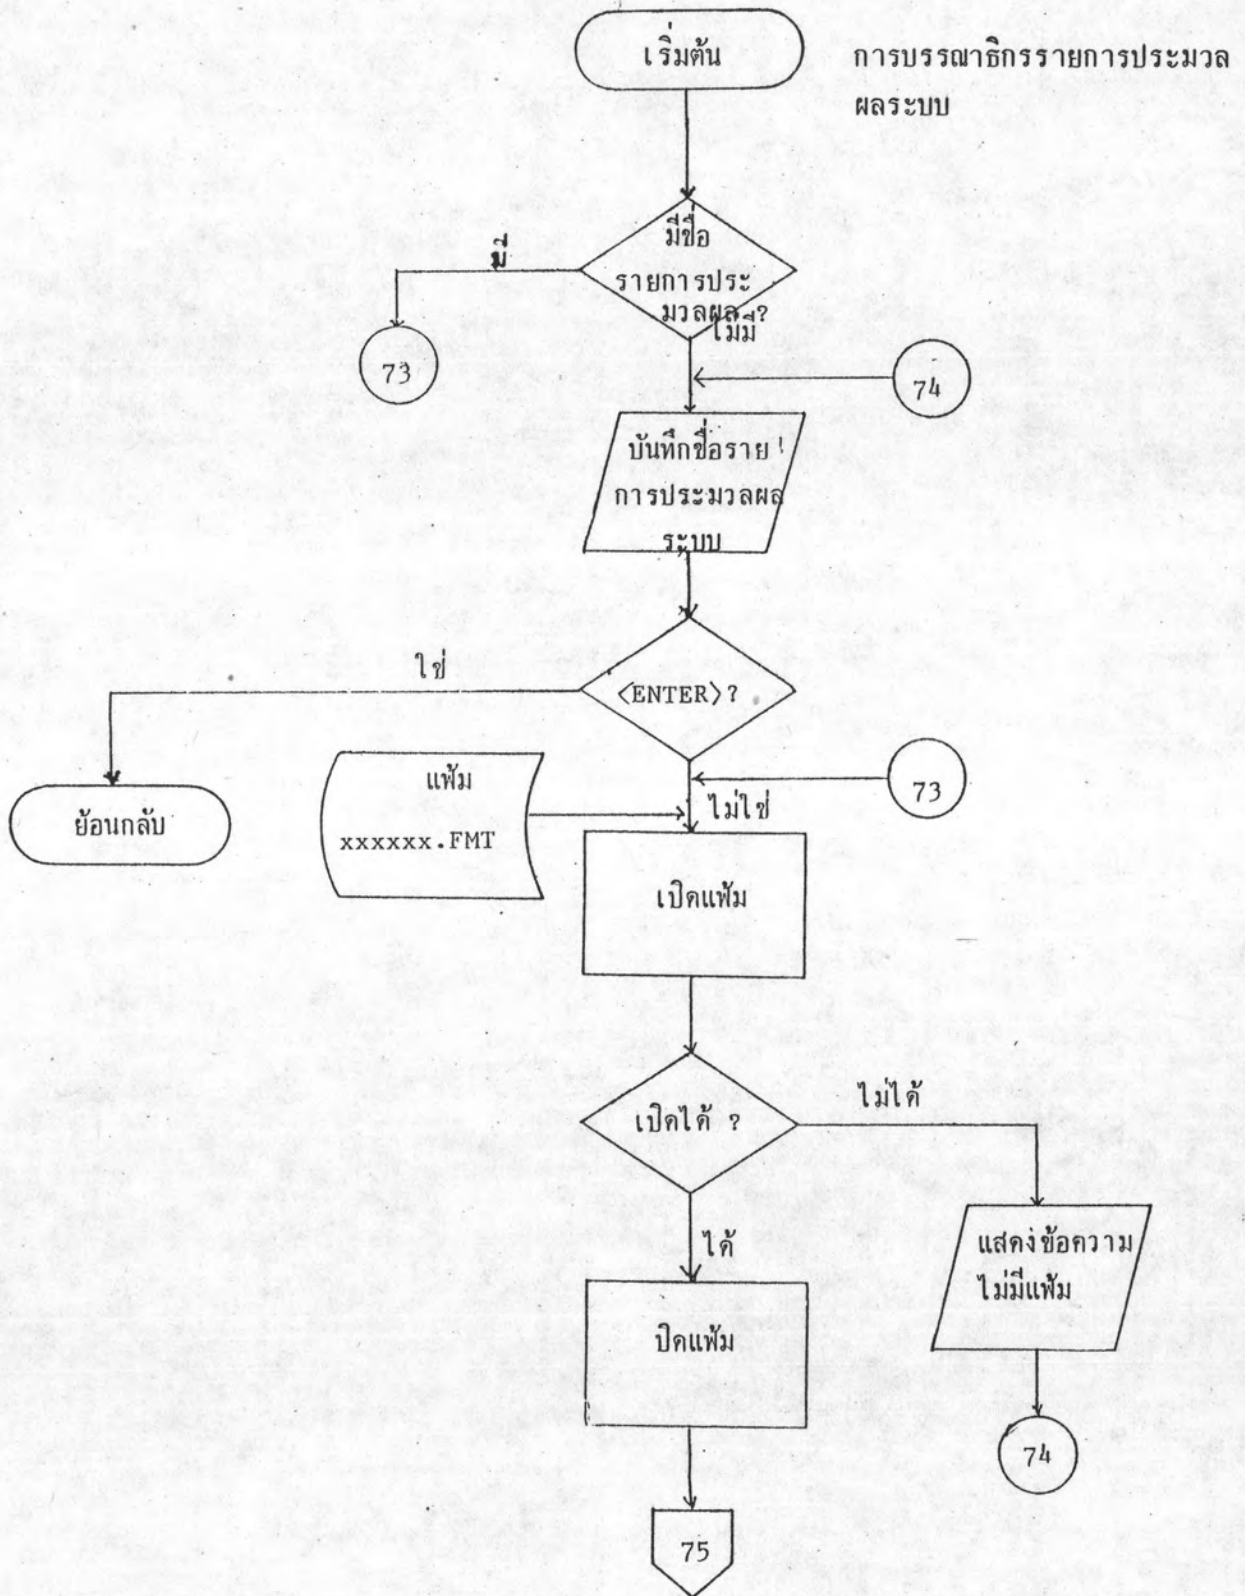 เริ่มต้น
การบรรณาธิกรรายการประมวล
ผลระบบ
มีชื่อ
รายการประ
มวลผล ?
มี
ไม่มี
73
74
บันทึกชื่อราย
การประมวลผล
ระบบ
<ENTER>?
ใช่
ย้อนกลับ
แฟ้ม
xxxxxx.FMT
73
ไม่ใช่
เปิดแฟ้ม
เปิดได้ ?
ไม่ได้
ได้
แสดงข้อความ
ไม่มีแฟ้ม
ปิดแฟ้ม
74
75